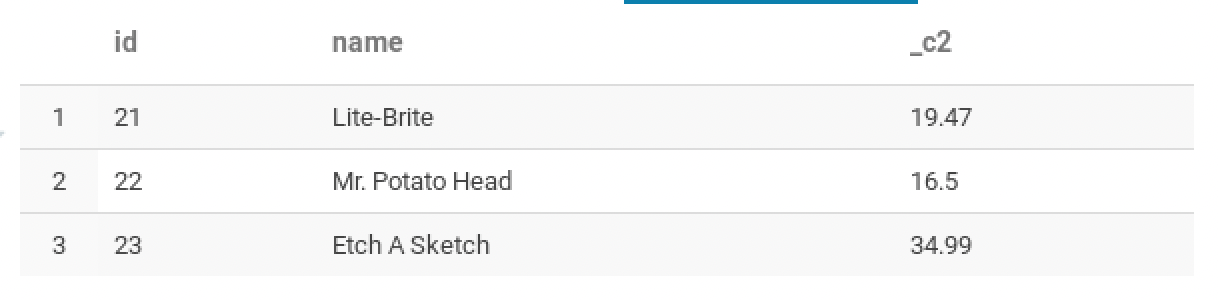 id name _c2
1 21 Lite-Brite 19.47
2 22 Mr. Potato Head 16.5
3 23 Etch A Sketch 34.99